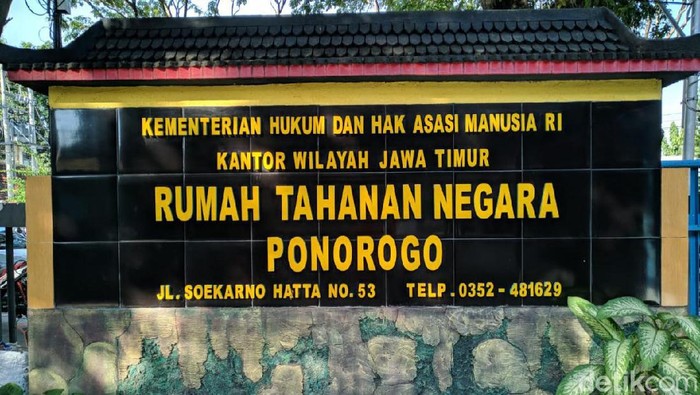 KEMENTERIAN HUKUM DAN HAK ASASI MANUSIA RI
KANTOR WILAYAH JAWA TIMUR
RUMAH TAHANAN NEGARA
PONOROGO
JL. SOEKARNO HATTA NO. 53 TELP. 0352 - 481629
detikcom